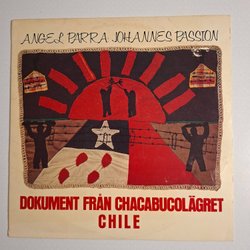 ANGEL PARRA JOHANNES PASSION
DOKUMENT FRÅN CHACABUCOLÄGRET
CHILE